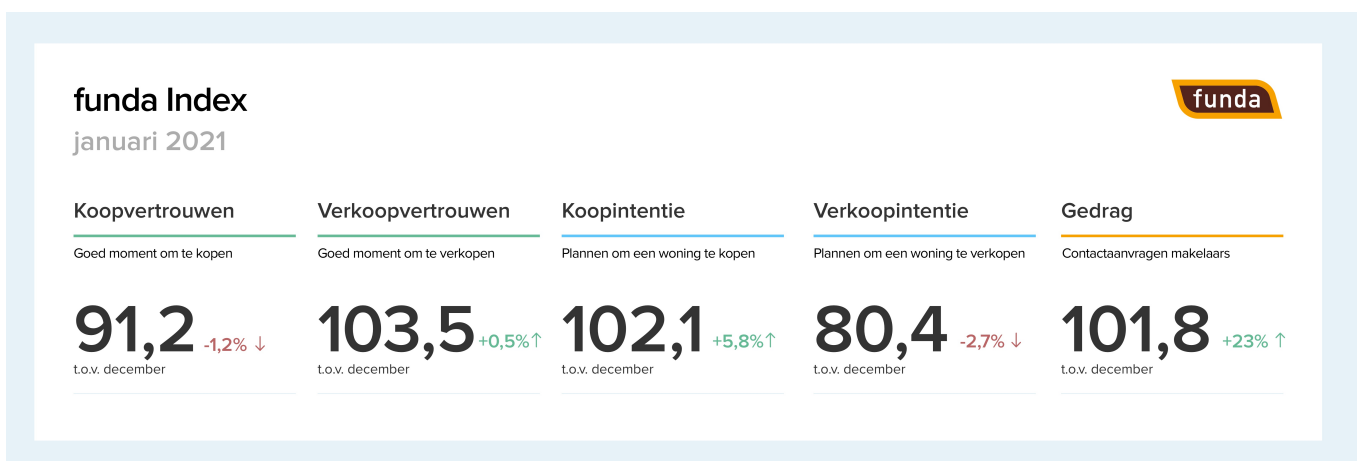 funda Index
funda
januari 2021
Koopvertrouwen
Goed moment om te kopen
91,2 -1,2% ↓
t.o.v. december
Verkoopvertrouwen
Goed moment om te verkopen
103,5 +0,5% ↑
t.o.v. december
Koopintentie
Plannen om een woning te kopen
102,1 +5,8% ↑
t.o.v. december
Verkoopintentie
Plannen om een woning te verkopen
80,4 -2,7% ↓
t.o.v. december
Gedrag
Contactaanvragen makelaars
101,8 +23% ↑
t.o.v. december